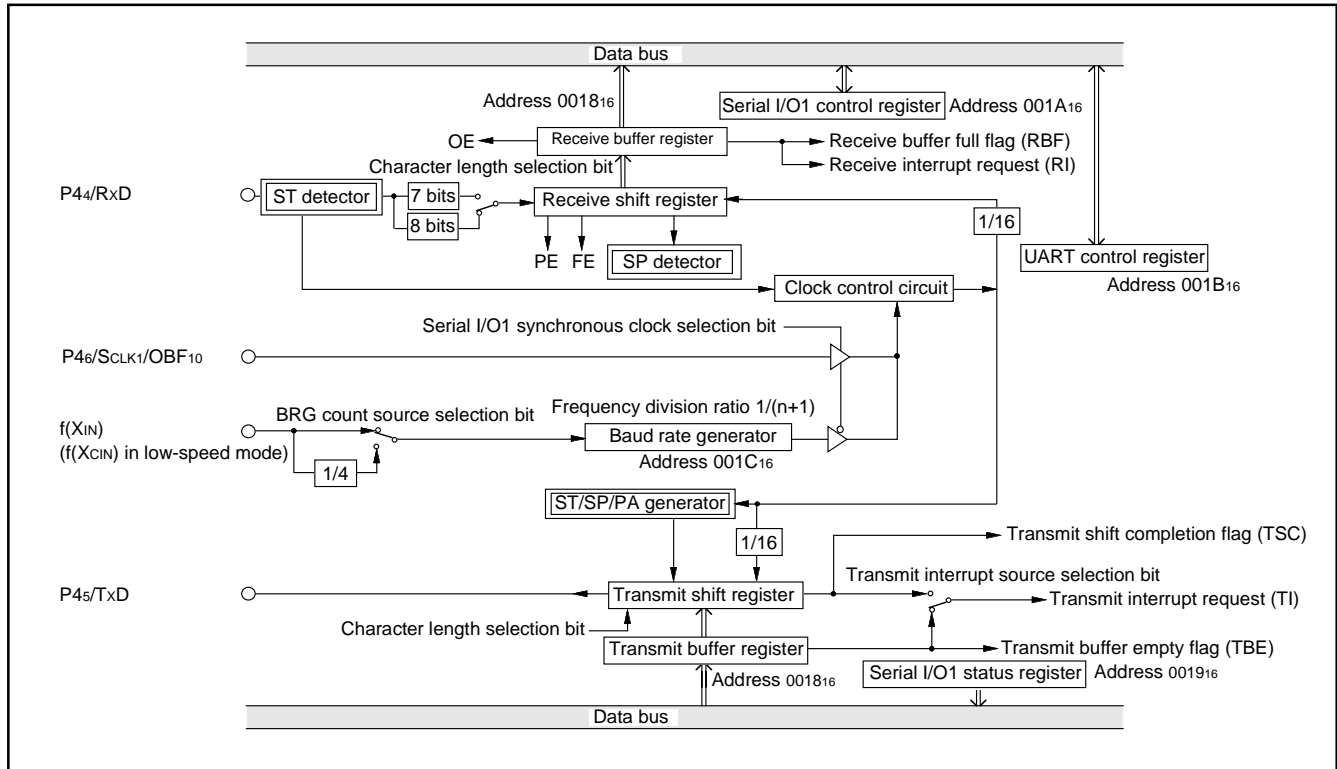 Data bus
Address 0018₁₆
Serial I/O1 control register Address 001A₁₆
OE
Receive buffer register
Receive buffer full flag (RBF)
Character length selection bit
Receive interrupt request (RI)
P4₄/RxD
ST detector
7 bits
8 bits
Receive shift register
1/16
PE FE
SP detector
UART control register
Address 001B₁₆
Clock control circuit
Serial I/O1 synchronous clock selection bit
P4₆/SCLK1/OBF₁₀
BRG count source selection bit
Frequency division ratio 1/(n+1)
f(XIN)
Baud rate generator
(f(XCIN) in low-speed mode)
Address 001C₁₆
1/4
ST/SP/PA generator
1/16
Transmit shift completion flag (TSC)
Transmit interrupt source selection bit
P4₅/TxD
Transmit shift register
Transmit interrupt request (TI)
Character length selection bit
Transmit buffer register
Transmit buffer empty flag (TBE)
Address 0018₁₆
Serial I/O1 status register Address 0019₁₆
Data bus